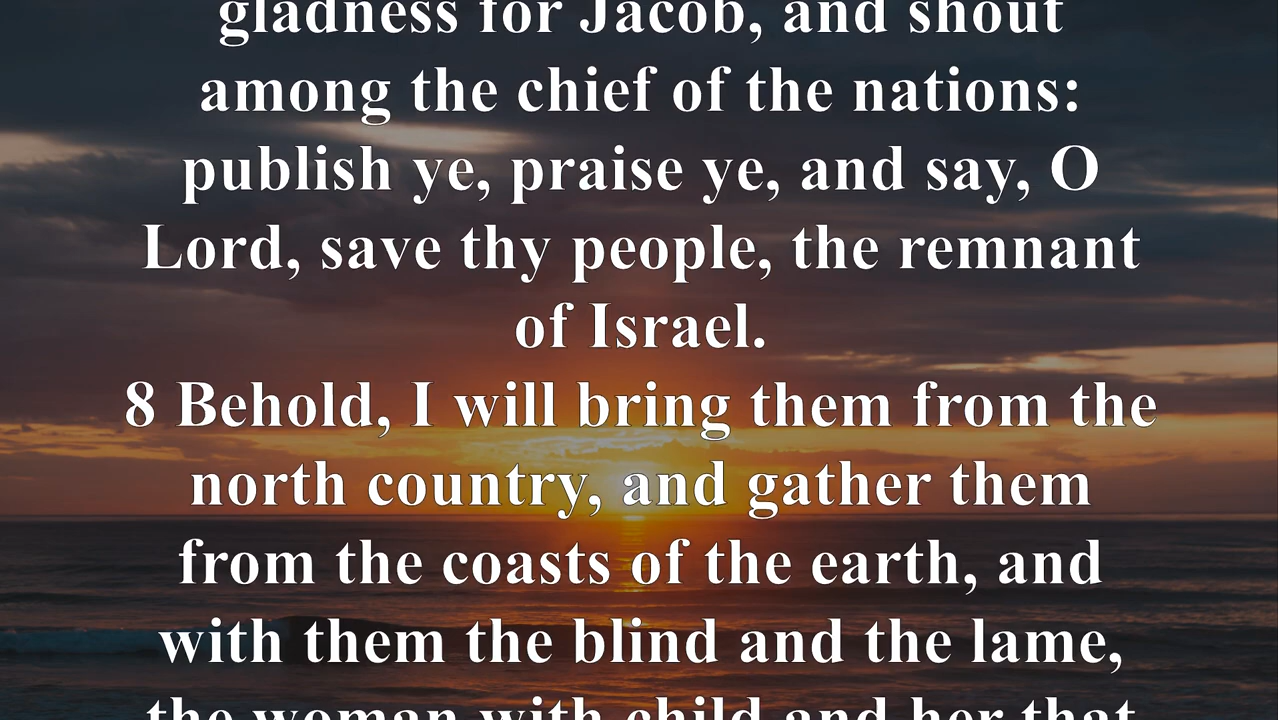 gladness for Jacob, and shout
among the chief of the nations:
publish ye, praise ye, and say, O
Lord, save thy people, the remnant
of Israel.
8 Behold, I will bring them from the
north country, and gather them
from the coasts of the earth, and
with them the blind and the lame,
the woman with child and her that